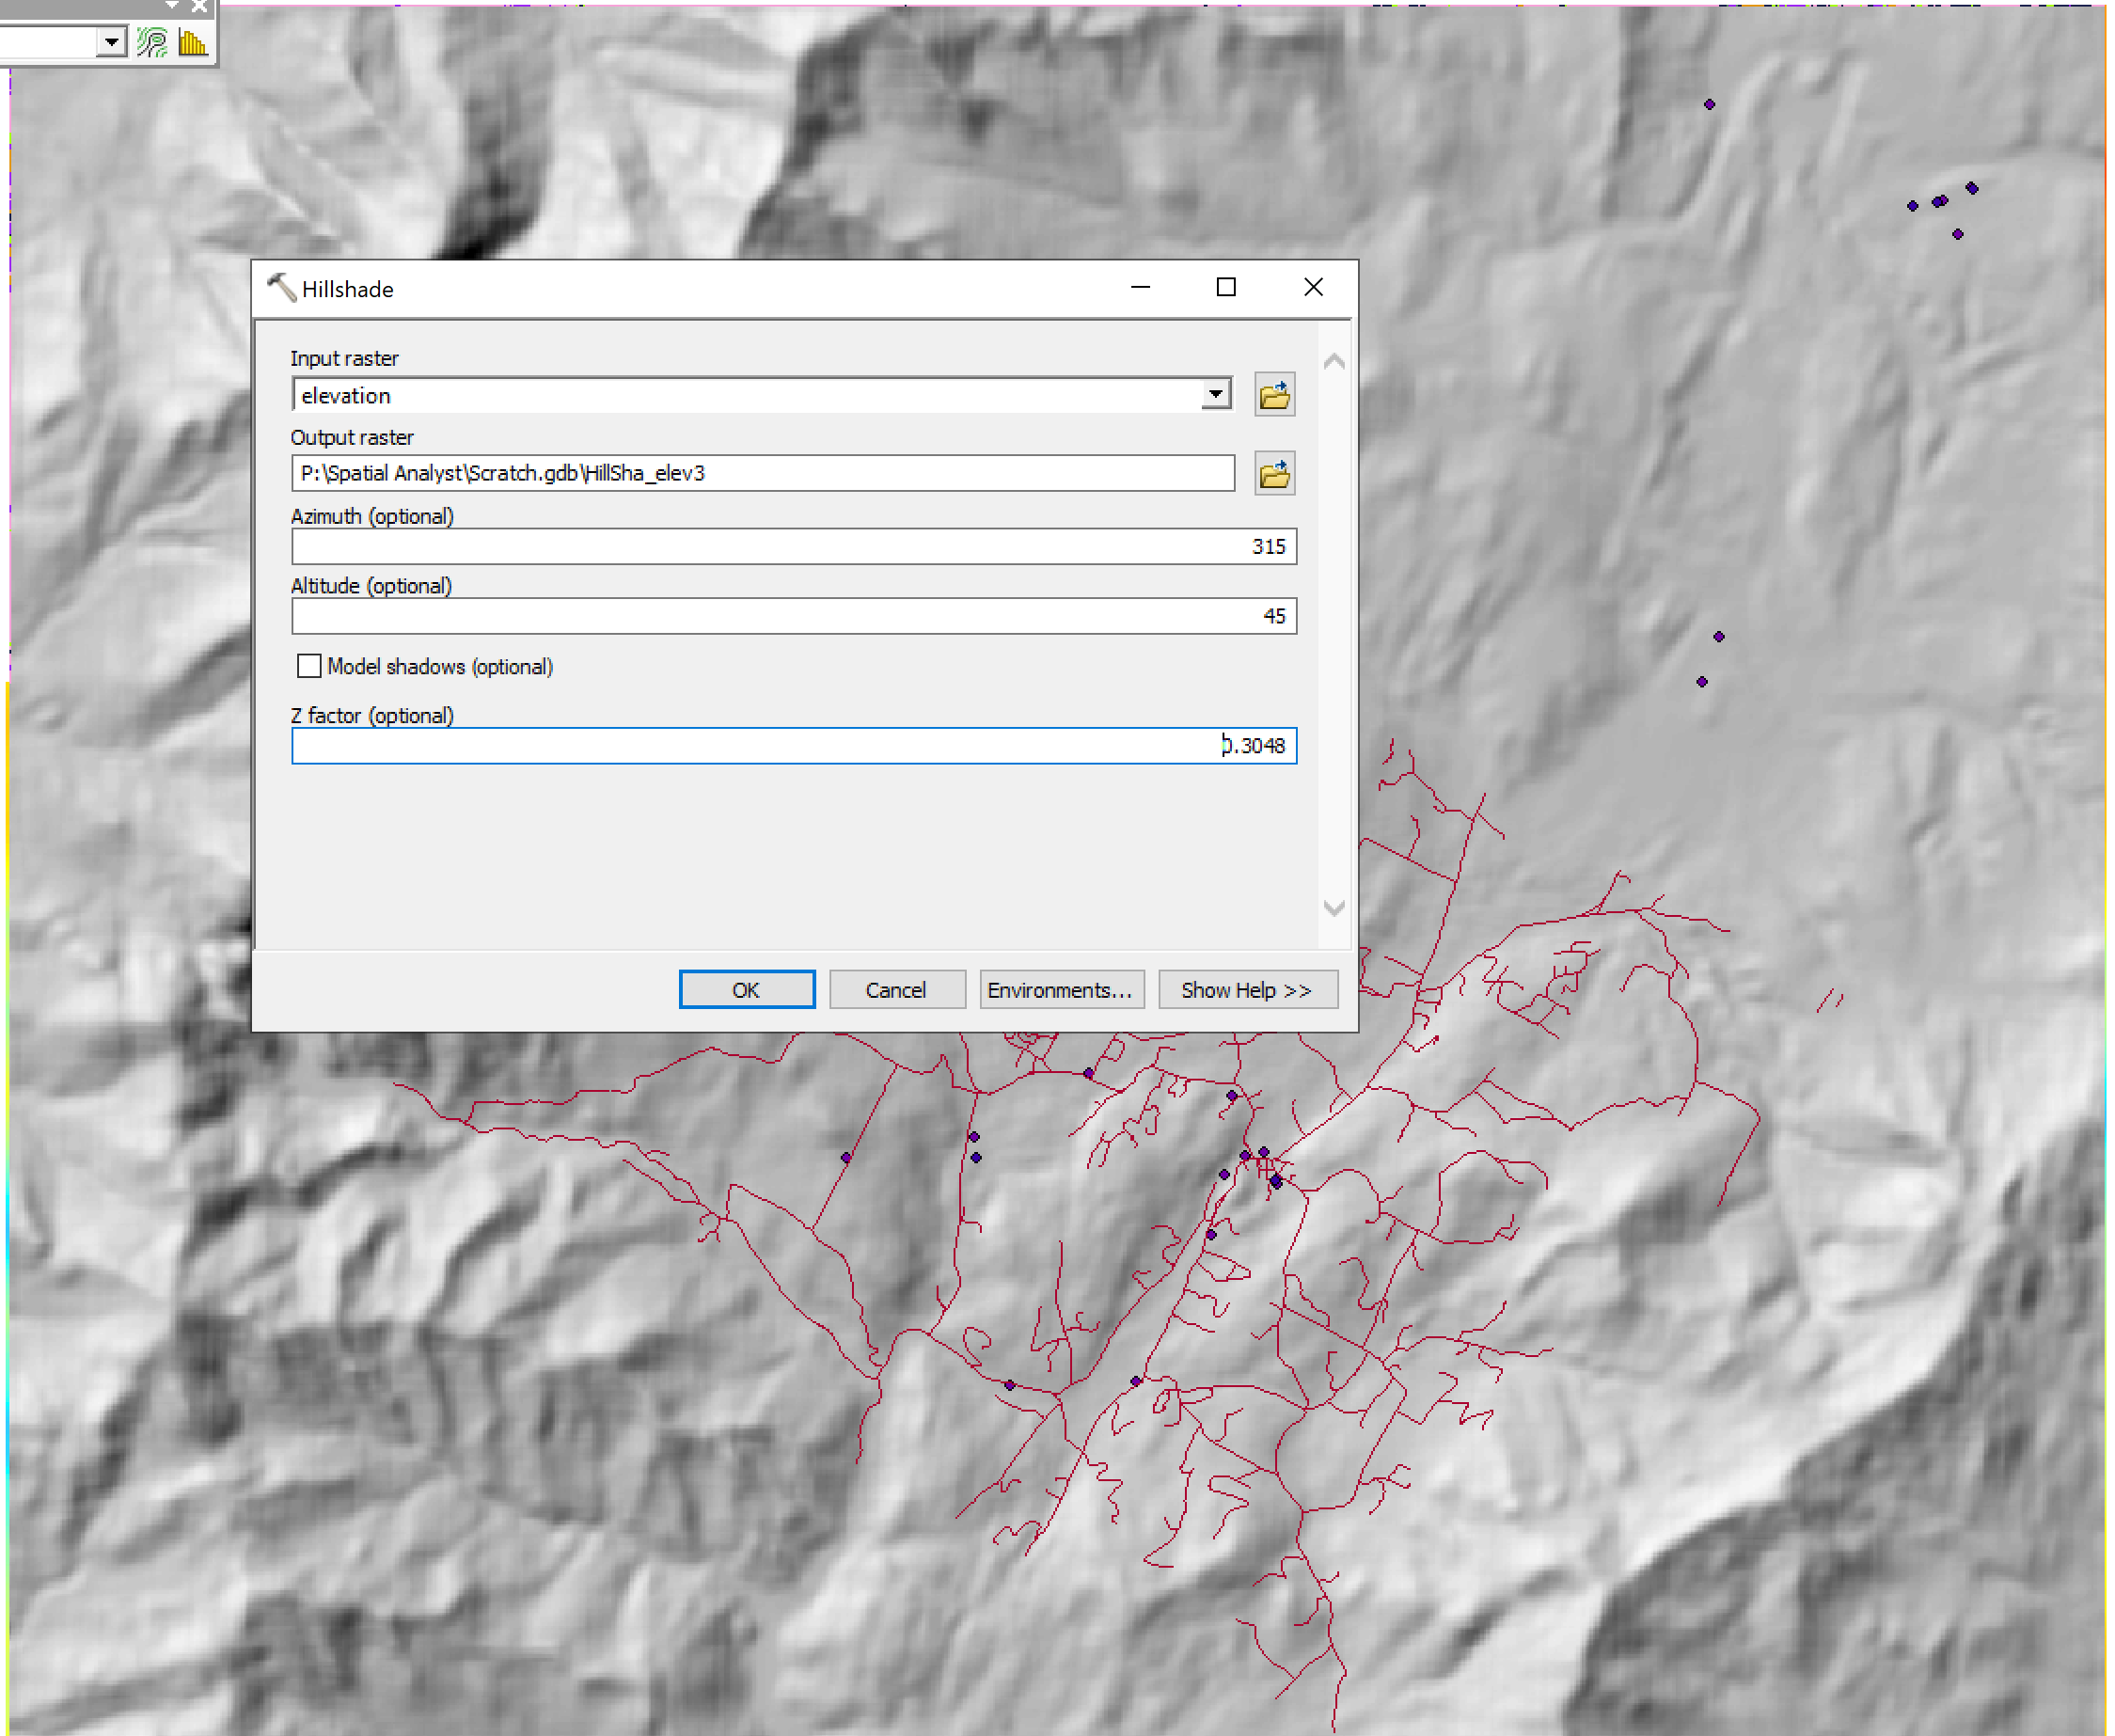 Hillshade
Input raster
elevation
Output raster
P:\Spatial Analyst\Scratch.gdb\HillSha_elev3
Azimuth (optional)
315
Altitude (optional)
45
Model shadows (optional)
Z factor (optional)
0.3048
OK Cancel Environments... Show Help >>